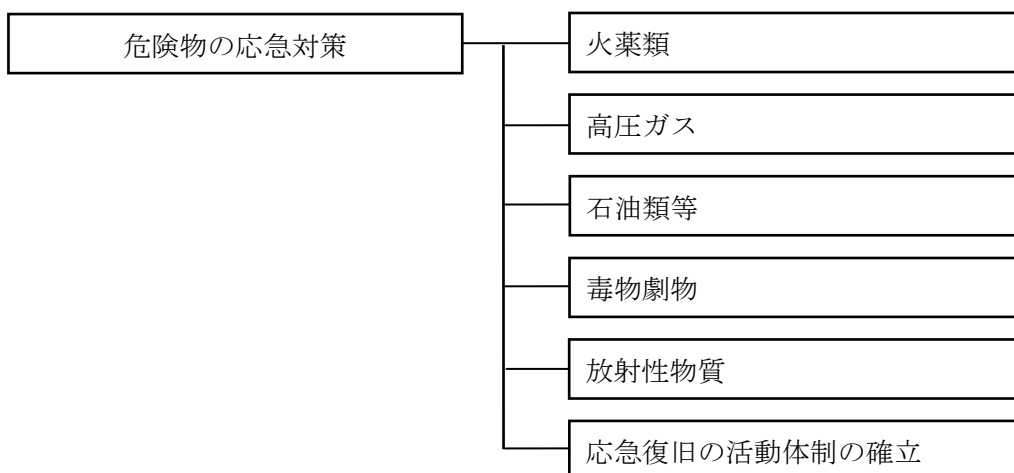 危険物の応急対策
火薬類
高圧ガス
石油類等
毒物劇物
放射性物質
応急復旧の活動体制の確立